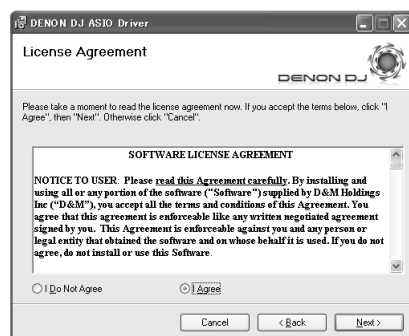 DENON DJ ASIO Driver
License Agreement
DENON DJ
Please take a moment to read the license agreement now. If you accept the terms below, click "I
Agree", then "Next". Otherwise click "Cancel".
SOFTWARE LICENSE AGREEMENT
NOTICE TO USER: Please read this Agreement carefully. By installing and
using all or any portion of the software ("Software") supplied by D&M Holdings
Inc ("D&M"), you accept all the terms and conditions of this Agreement. You
agree that this agreement is enforceable like any written negotiated agreement
signed by you. This Agreement is enforceable against you and any person or
legal entity that obtained the software and on whose behalf it is used. If you do not
agree, do not install or use this Software.
I Do Not Agree
I Agree
Cancel
< Back
Next >